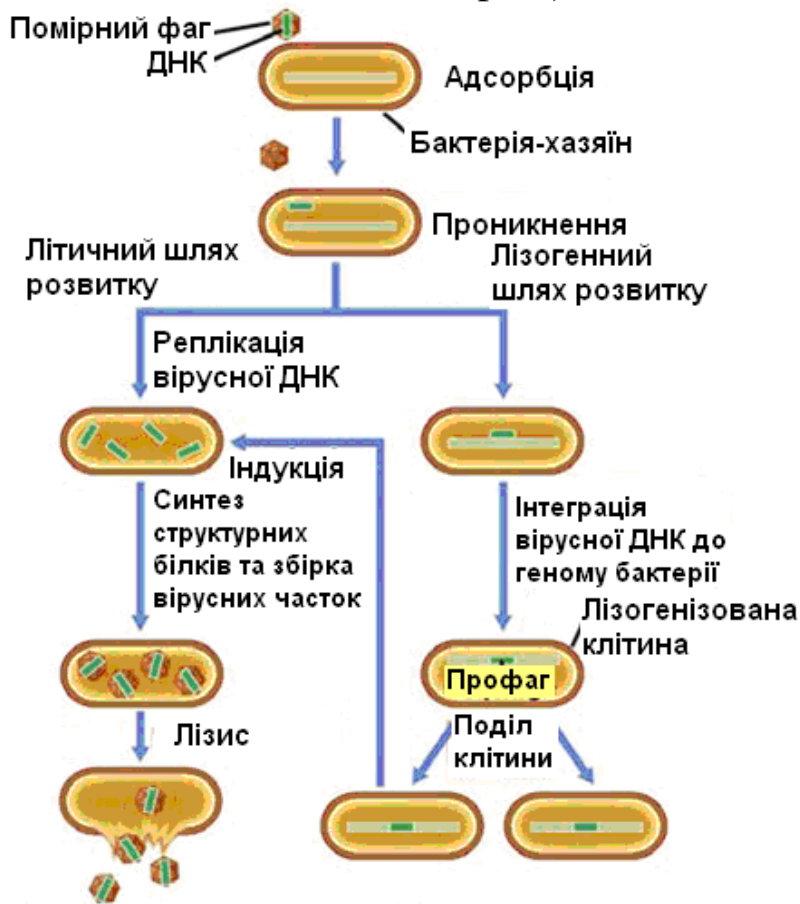 Помірний фаг
ДНК
Адсорбція
Бактерія-хазяїн
Проникнення
Літичний шлях
розвитку
Лізогенний
шлях розвитку
Реплікація
вірусної ДНК
Індукція
Синтез
структурних
білків та збірка
вірусних часток
Інтеграція
вірусної ДНК до
геному бактерії
Лізогенізована
клітина
Профаг
Лізис
Поділ
клітини